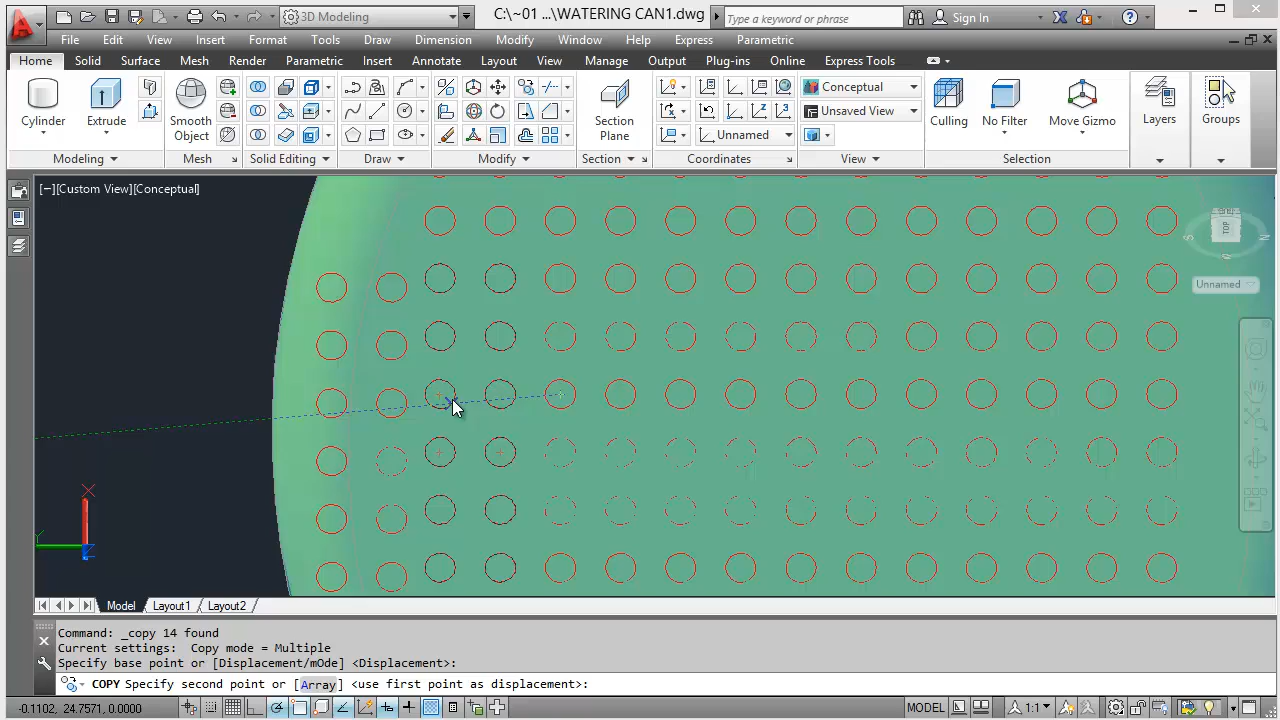 3D Modeling
C:\~01 ...\WATERING CAN1.dwg
Type a keyword or phrase
Sign In
File Edit View Insert Format Tools Draw Dimension Modify Window Help Express Parametric
Home Solid Surface Mesh Render Parametric Insert Annotate Layout View Manage Output Plug-ins Online Express Tools
Cylinder
Extrude
Smooth Object
Section Plane
Conceptual
Unsaved View
Unnamed
Culling
No Filter
Move Gizmo
Layers
Groups
Modeling Mesh Solid Editing Draw Modify Section Coordinates View Selection
[−][Custom View][Conceptual]
TOP
S
N
Unnamed
X
Y
Model Layout1 Layout2
Command: _copy 14 found
Current settings:  Copy mode = Multiple
Specify base point or [Displacement/mOde] <Displacement>:
COPY Specify second point or [Array] <use first point as displacement>:
-0.1102, 24.7571, 0.0000
MODEL
1:1